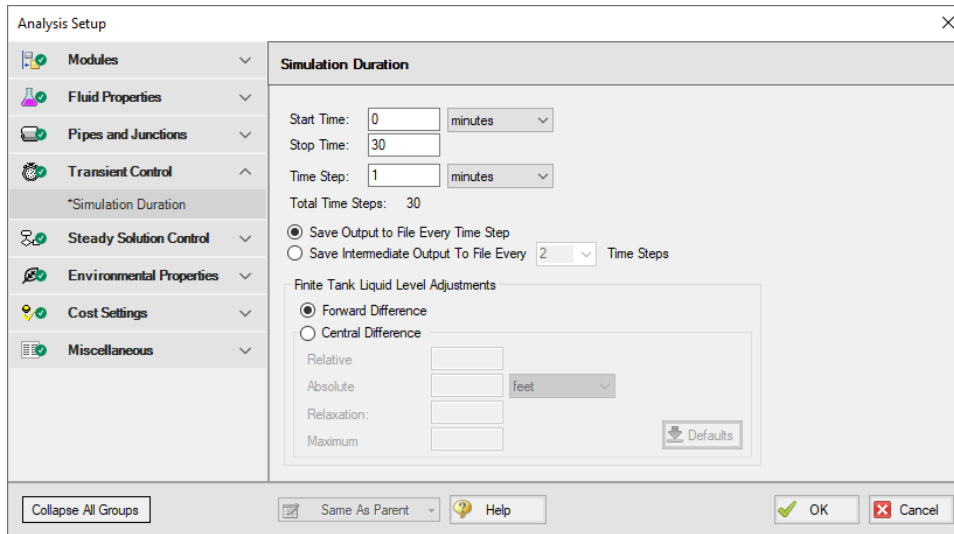 Analysis Setup
Modules
Fluid Properties
Pipes and Junctions
Transient Control
*Simulation Duration
Steady Solution Control
Environmental Properties
Cost Settings
Miscellaneous
Collapse All Groups
Simulation Duration
Start Time: 0 minutes
Stop Time: 30
Time Step: 1 minutes
Total Time Steps: 30
Save Output to File Every Time Step
Save Intermediate Output To File Every 2 Time Steps
Finite Tank Liquid Level Adjustments
Forward Difference
Central Difference
Relative
Absolute feet
Relaxation:
Maximum
Defaults
Same As Parent
Help
OK
Cancel